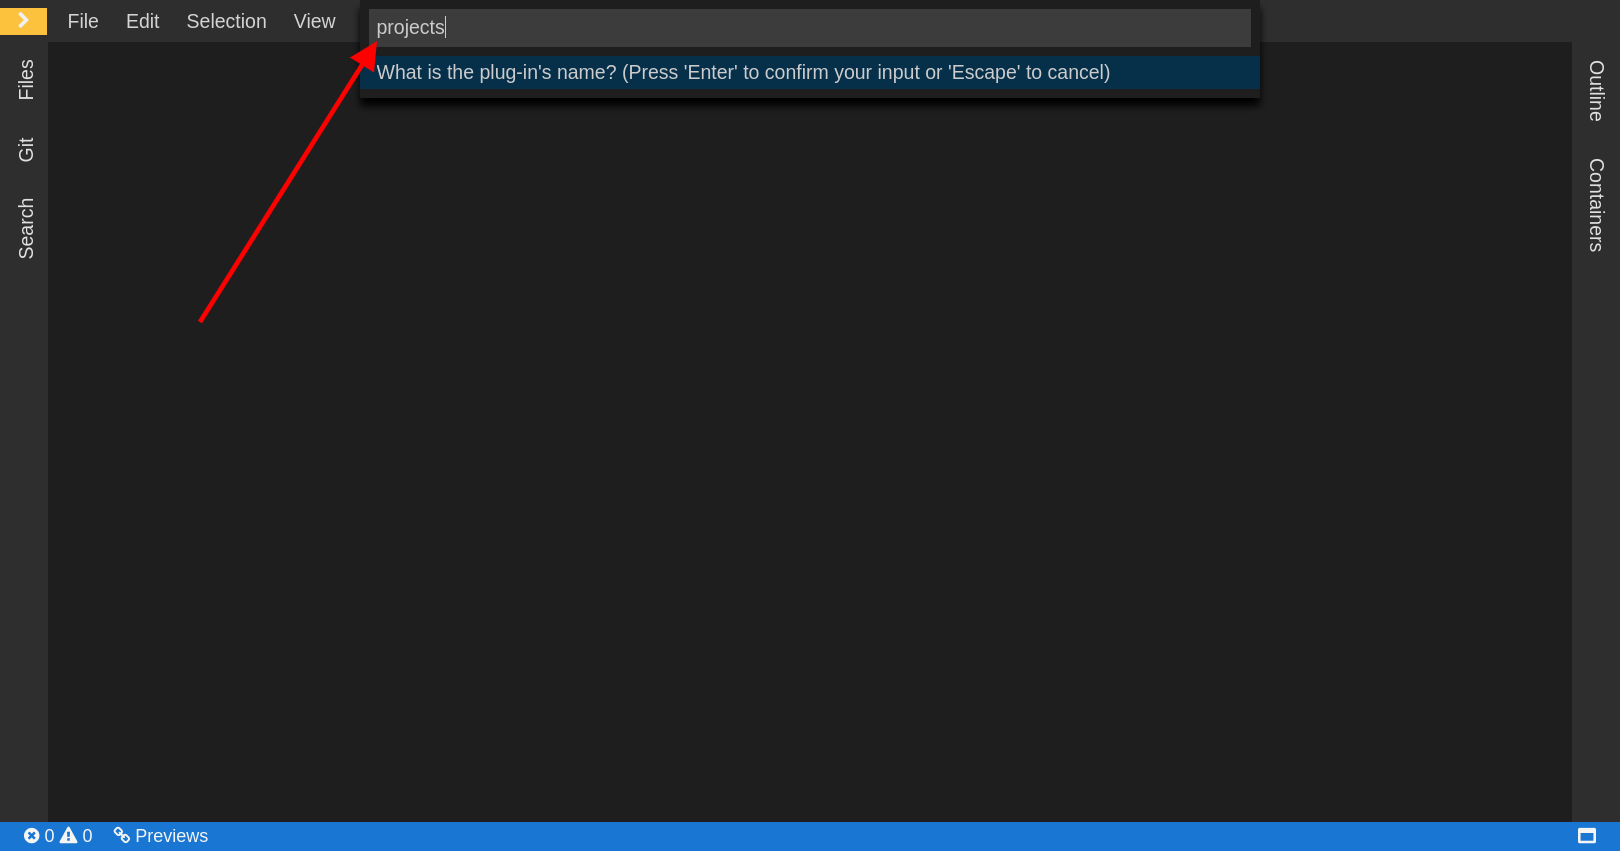 File Edit Selection View
projects
What is the plug-in's name? (Press 'Enter' to confirm your input or 'Escape' to cancel)
Files
Git
Search
Outline
Containers
0 0 Previews